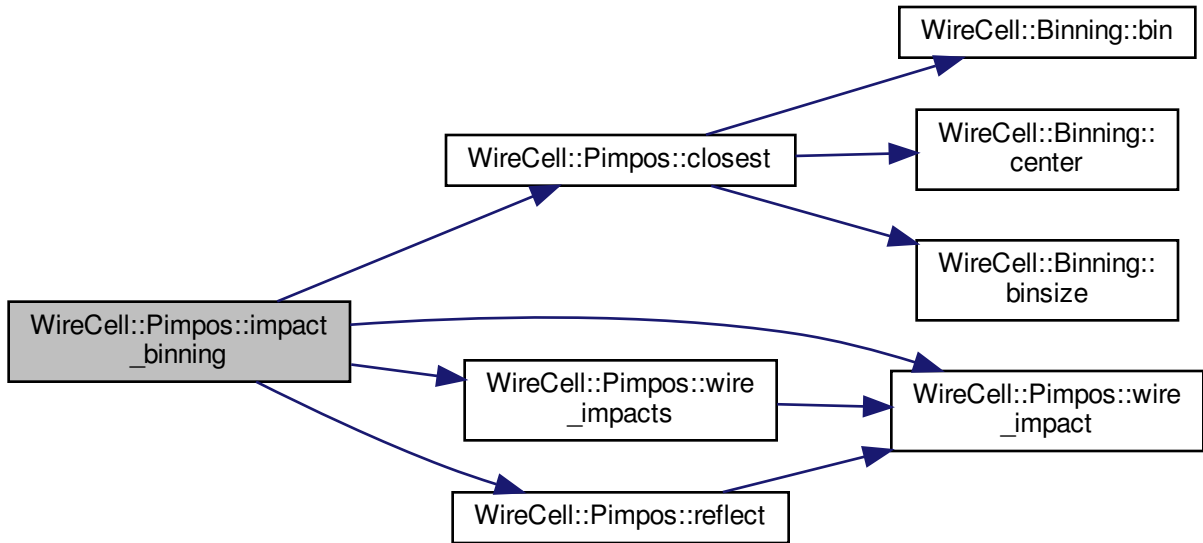 WireCell::Pimpos::impact
_binning
WireCell::Pimpos::closest
WireCell::Binning::bin
WireCell::Binning::
center
WireCell::Binning::
binsize
WireCell::Pimpos::wire
_impacts
WireCell::Pimpos::wire
_impact
WireCell::Pimpos::reflect